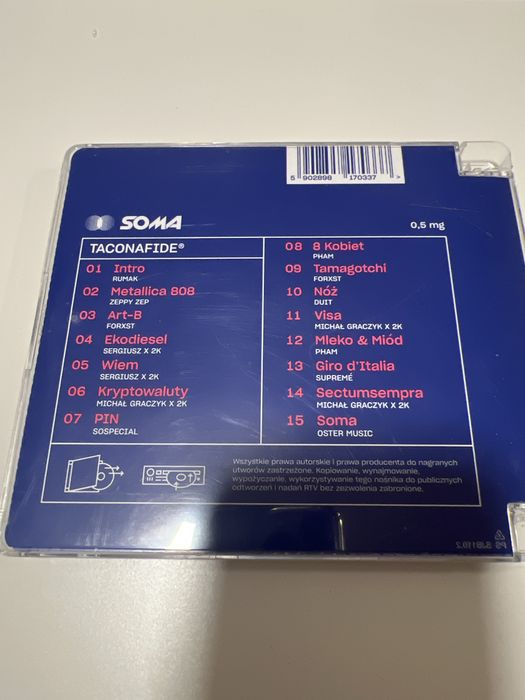 5 902898 170337 >
SOMA
0,5 mg
TACONAFIDE®
01 Intro
RUMAK
02 Metallica 808
ZEPPY ZEP
03 Art-B
FORXST
04 Ekodiesel
SERGIUSZ X 2K
05 Wiem
SERGIUSZ X 2K
06 Kryptowaluty
MICHAŁ GRACZYK X 2K
07 PIN
SOSPECIAL
08 8 Kobiet
PHAM
09 Tamagotchi
FORXST
10 Nóż
DUIT
11 Visa
MICHAŁ GRACZYK X 2K
12 Mleko & Miód
PHAM
13 Giro d'Italia
SUPREMÉ
14 Sectumsempra
MICHAŁ GRACZYK X 2K
15 Soma
OSTER MUSIC
Wszystkie prawa autorskie i prawa producenta do nagranych
utworów zastrzeżone. Kopiowanie, wynajmowanie,
wypożyczanie, wykorzystywanie tego nośnika do publicznych
odtworzeń i nadań RTV bez zezwolenia zabronione.